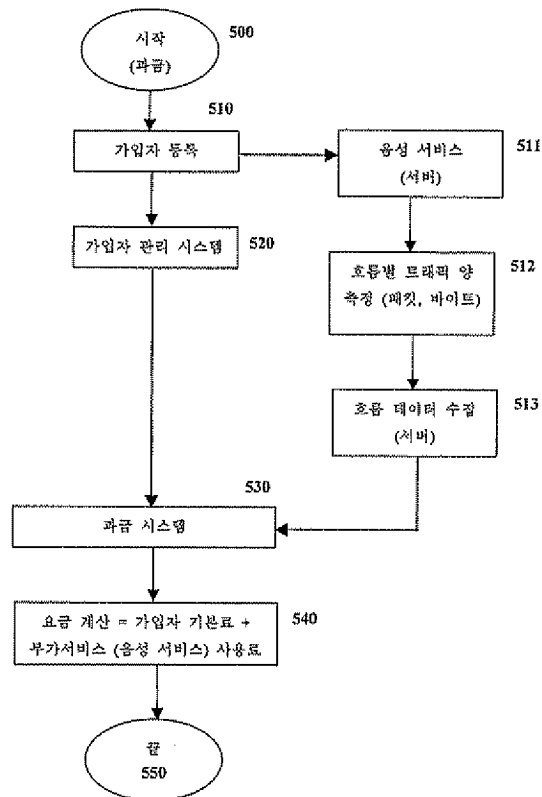 시작
(과금)
500
510
가입자 등록
음성 서비스
(서버)
511
가입자 관리 시스템
520
흐름별 트래픽 양
측정 (패킷, 바이트)
512
흐름 데이터 수집
(서버)
513
530
과금 시스템
요금 계산 = 가입자 기본료 +
부가서비스 (음성 서비스) 사용료
540
끝
550